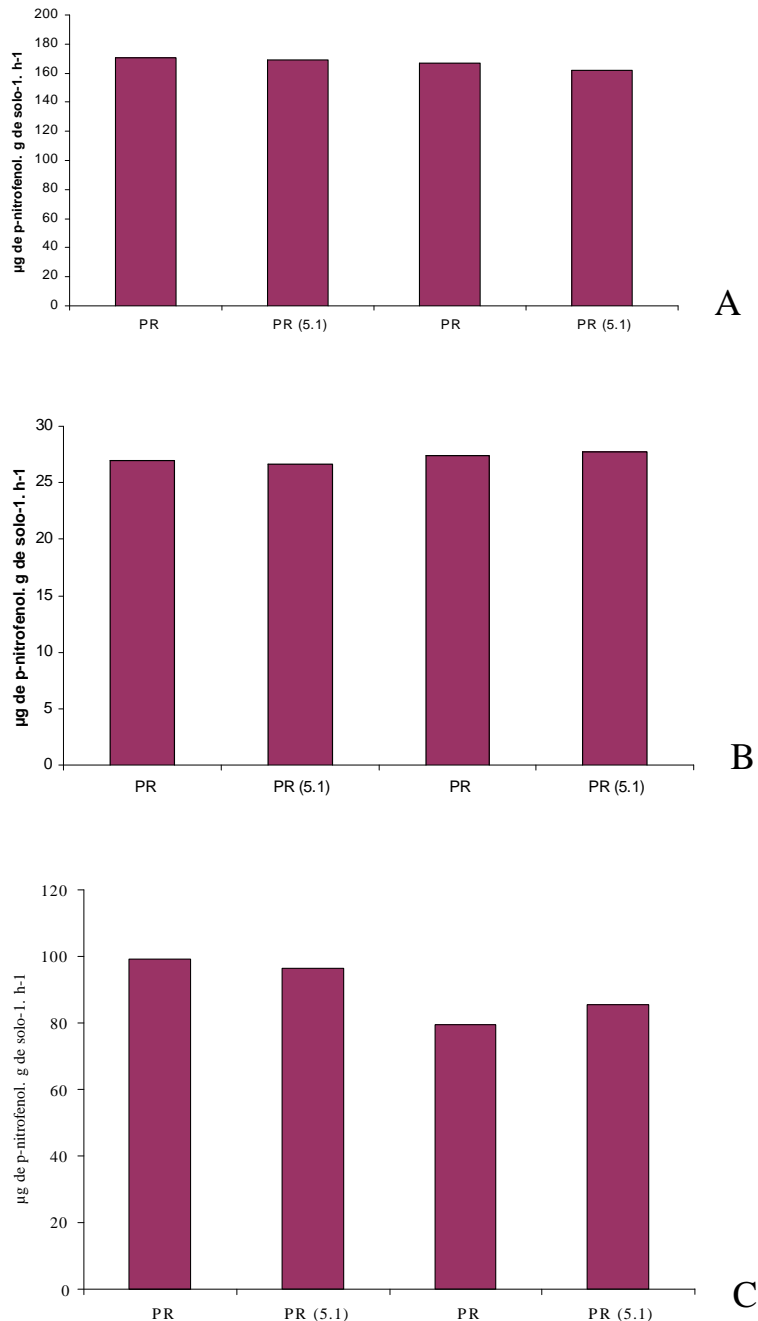 µg de p-nitrofenol. g de solo-1. h-1
200
180
160
140
120
100
80
60
40
20
0
PR PR (5.1) PR PR (5.1)
A
µg de p-nitrofenol. g de solo-1. h-1
30
25
20
15
10
5
0
PR PR (5.1) PR PR (5.1)
B
µg de p-nitrofenol. g de solo-1. h-1
120
100
80
60
40
20
0
PR PR (5.1) PR PR (5.1)
C